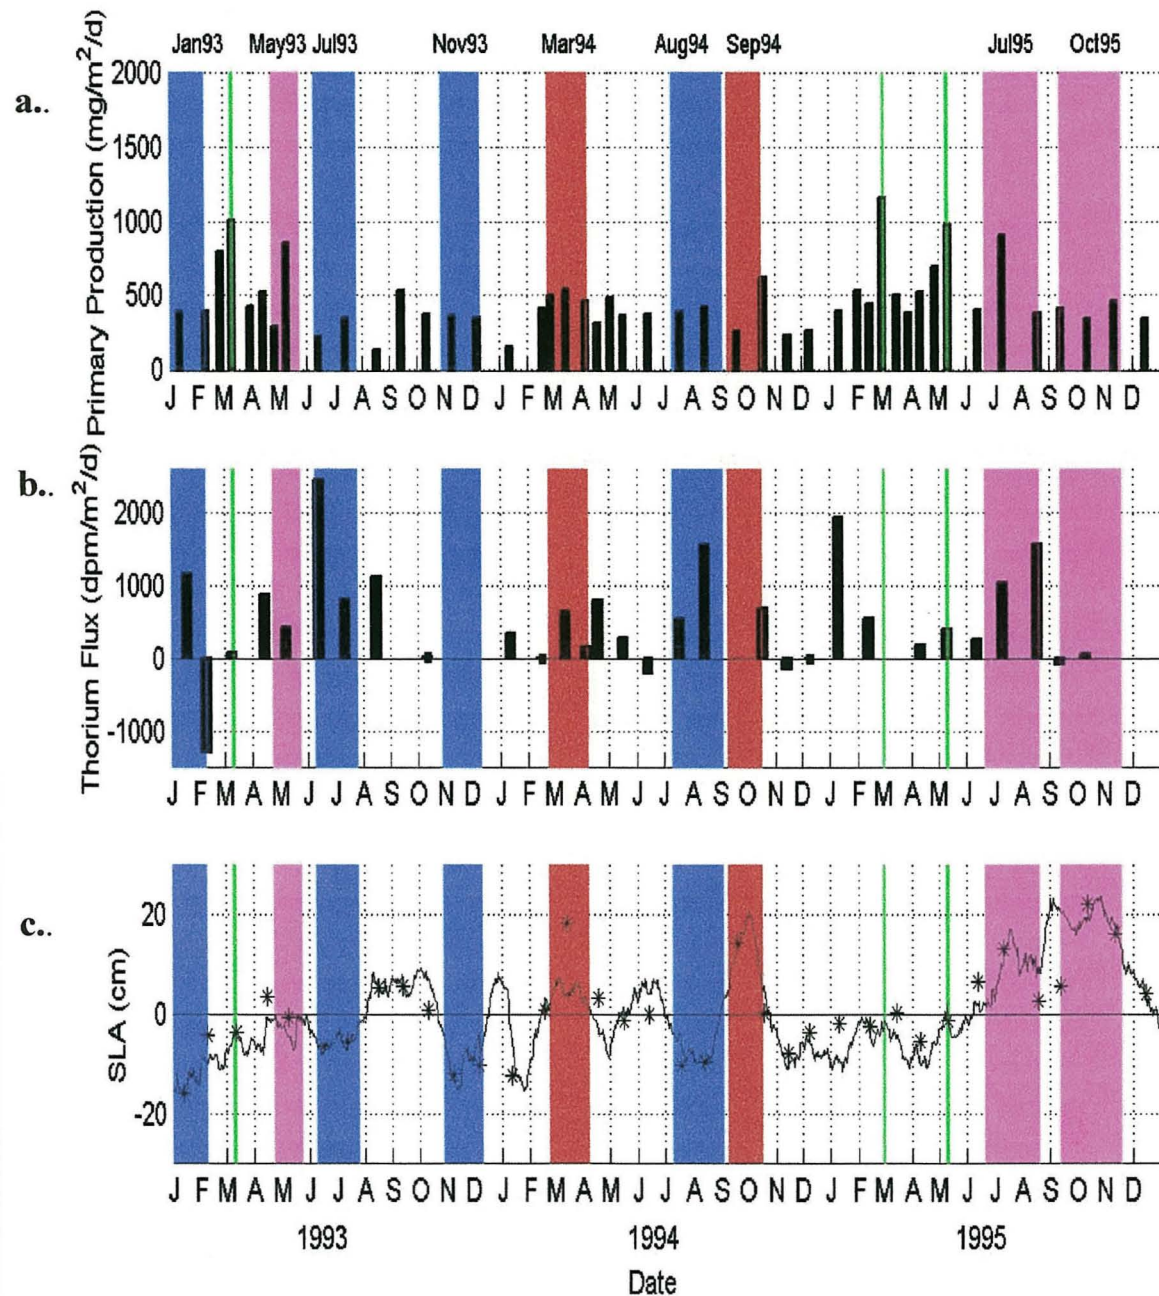 Jan93 May93 Jul93 Nov93 Mar94 Aug94 Sep94 Jul95 Oct95
a..
Primary Production (mg/m²/d)
2000
1500
1000
500
0
J F M A M J J A S O N D J F M A M J J A S O N D J F M A M J J A S O N D
b..
Thorium Flux (dpm/m²/d)
2000
1000
0
-1000
J F M A M J J A S O N D J F M A M J J A S O N D J F M A M J J A S O N D
c..
SLA (cm)
20
0
-20
J F M A M J J A S O N D J F M A M J J A S O N D J F M A M J J A S O N D
1993 1994 1995
Date